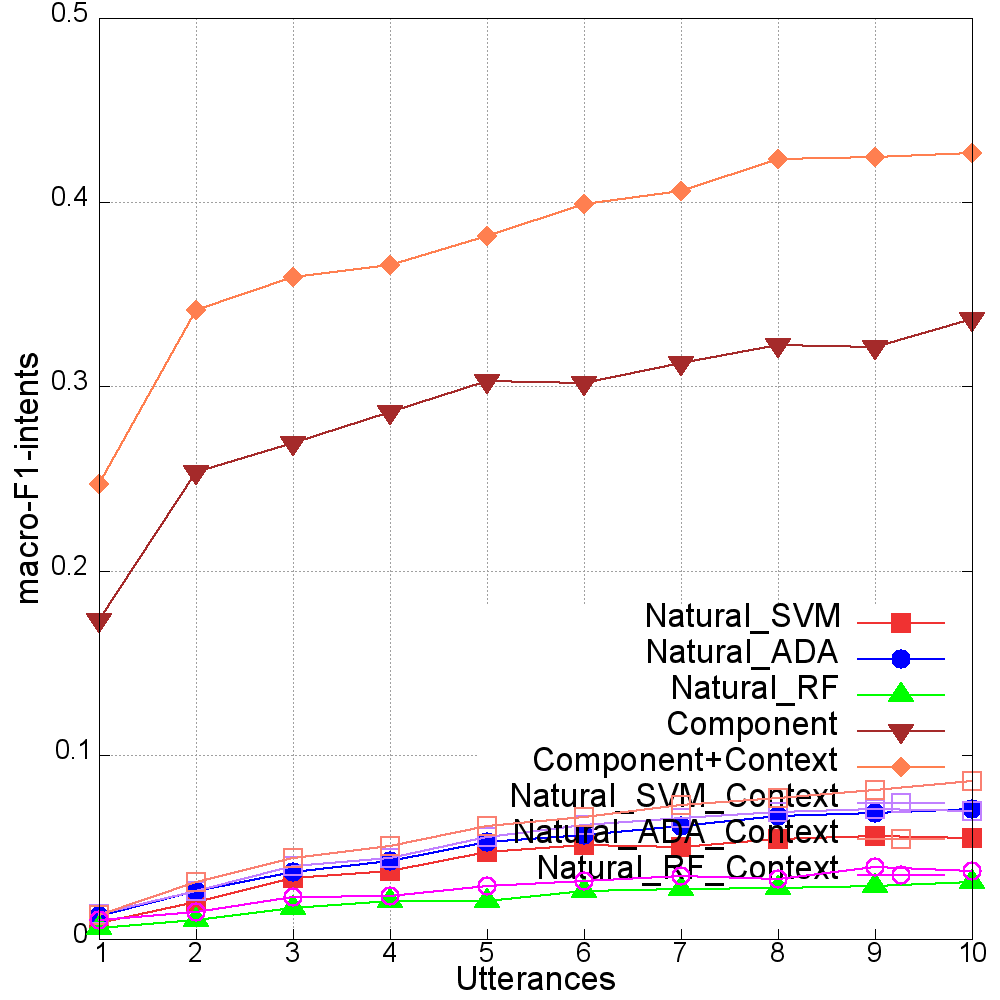 0.5
0.4
0.3
0.2
0.1
0
macro-F1-intents
Natural_SVM
Natural_ADA
Natural_RF
Component
Component+Context
Natural_SVM_Context
Natural_ADA_Context
Natural_RF_Context
1 2 3 4 5 6 7 8 9 10
Utterances